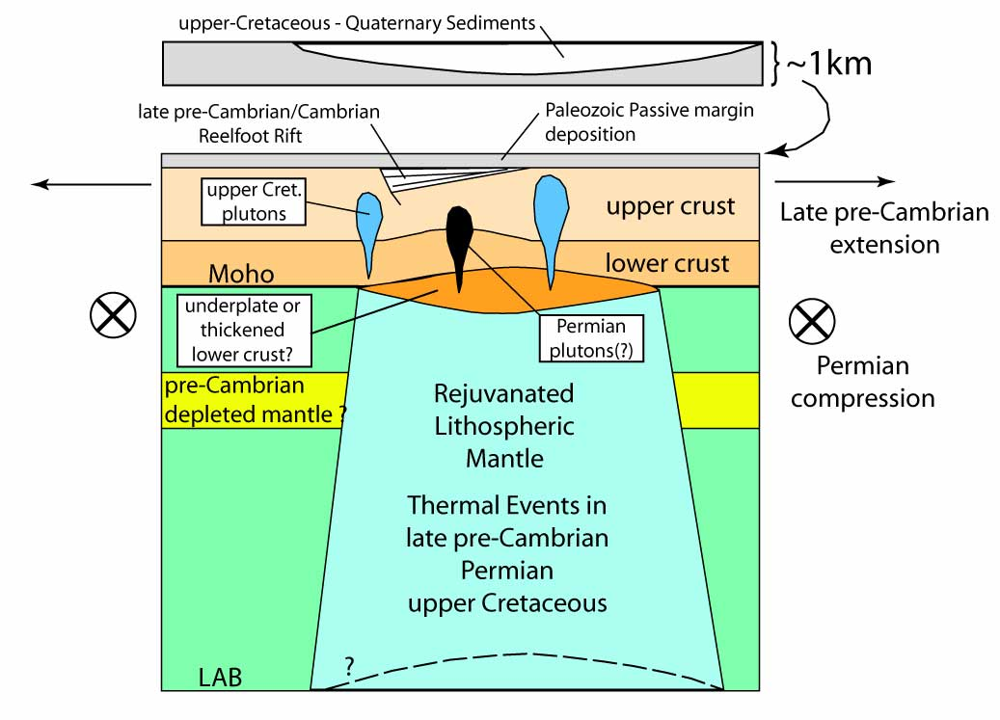 upper-Cretaceous - Quaternary Sediments
~1km
late pre-Cambrian/Cambrian
Reelfoot Rift
Paleozoic Passive margin
deposition
upper Cret.
plutons
upper crust
Late pre-Cambrian
extension
lower crust
Moho
underplate or
thickened
lower crust?
Permian
plutons(?)
Permian
compression
pre-Cambrian
depleted mantle ?
Rejuvanated
Lithospheric
Mantle
Thermal Events in
late pre-Cambrian
Permian
upper Cretaceous
?
LAB